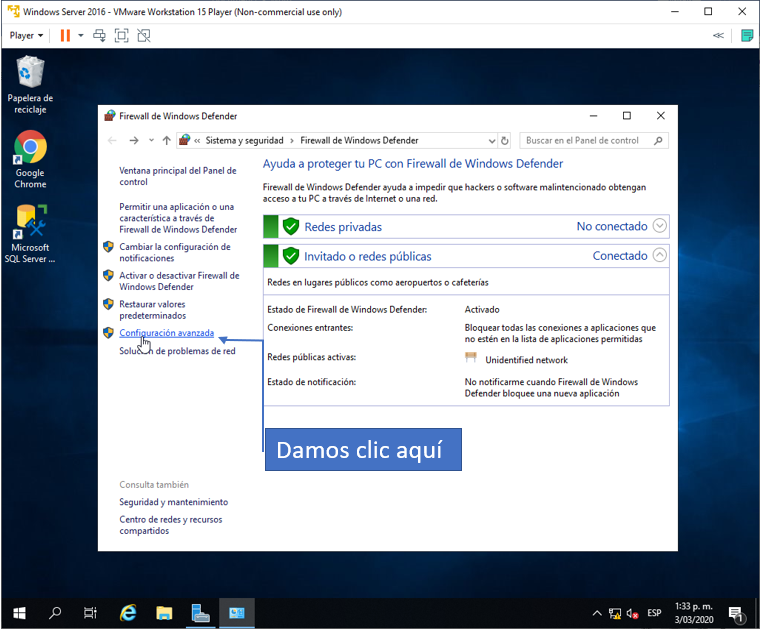 Windows Server 2016 - VMware Workstation 15 Player (Non-commercial use only)
Player
Papelera de
reciclaje
Google
Chrome
Microsoft
SQL Server ...
Firewall de Windows Defender
« Sistema y seguridad > Firewall de Windows Defender
Buscar en el Panel de control
Ventana principal del Panel de
control
Permitir una aplicación o una
característica a través de
Firewall de Windows Defender
Cambiar la configuración de
notificaciones
Activar o desactivar Firewall de
Windows Defender
Restaurar valores
predeterminados
Configuración avanzada
Solución de problemas de red
Consulta también
Seguridad y mantenimiento
Centro de redes y recursos
compartidos
Ayuda a proteger tu PC con Firewall de Windows Defender
Firewall de Windows Defender ayuda a impedir que hackers o software malintencionado obtengan
acceso a tu PC a través de Internet o una red.
Redes privadas No conectado
Invitado o redes públicas Conectado
Redes en lugares públicos como aeropuertos o cafeterías
Estado de Firewall de Windows Defender: Activado
Conexiones entrantes: Bloquear todas las conexiones a aplicaciones que
no estén en la lista de aplicaciones permitidas
Redes públicas activas: Unidentified network
Estado de notificación: No notificarme cuando Firewall de Windows
Defender bloquee una nueva aplicación
Damos clic aquí
ESP
1:33 p. m.
3/03/2020
1